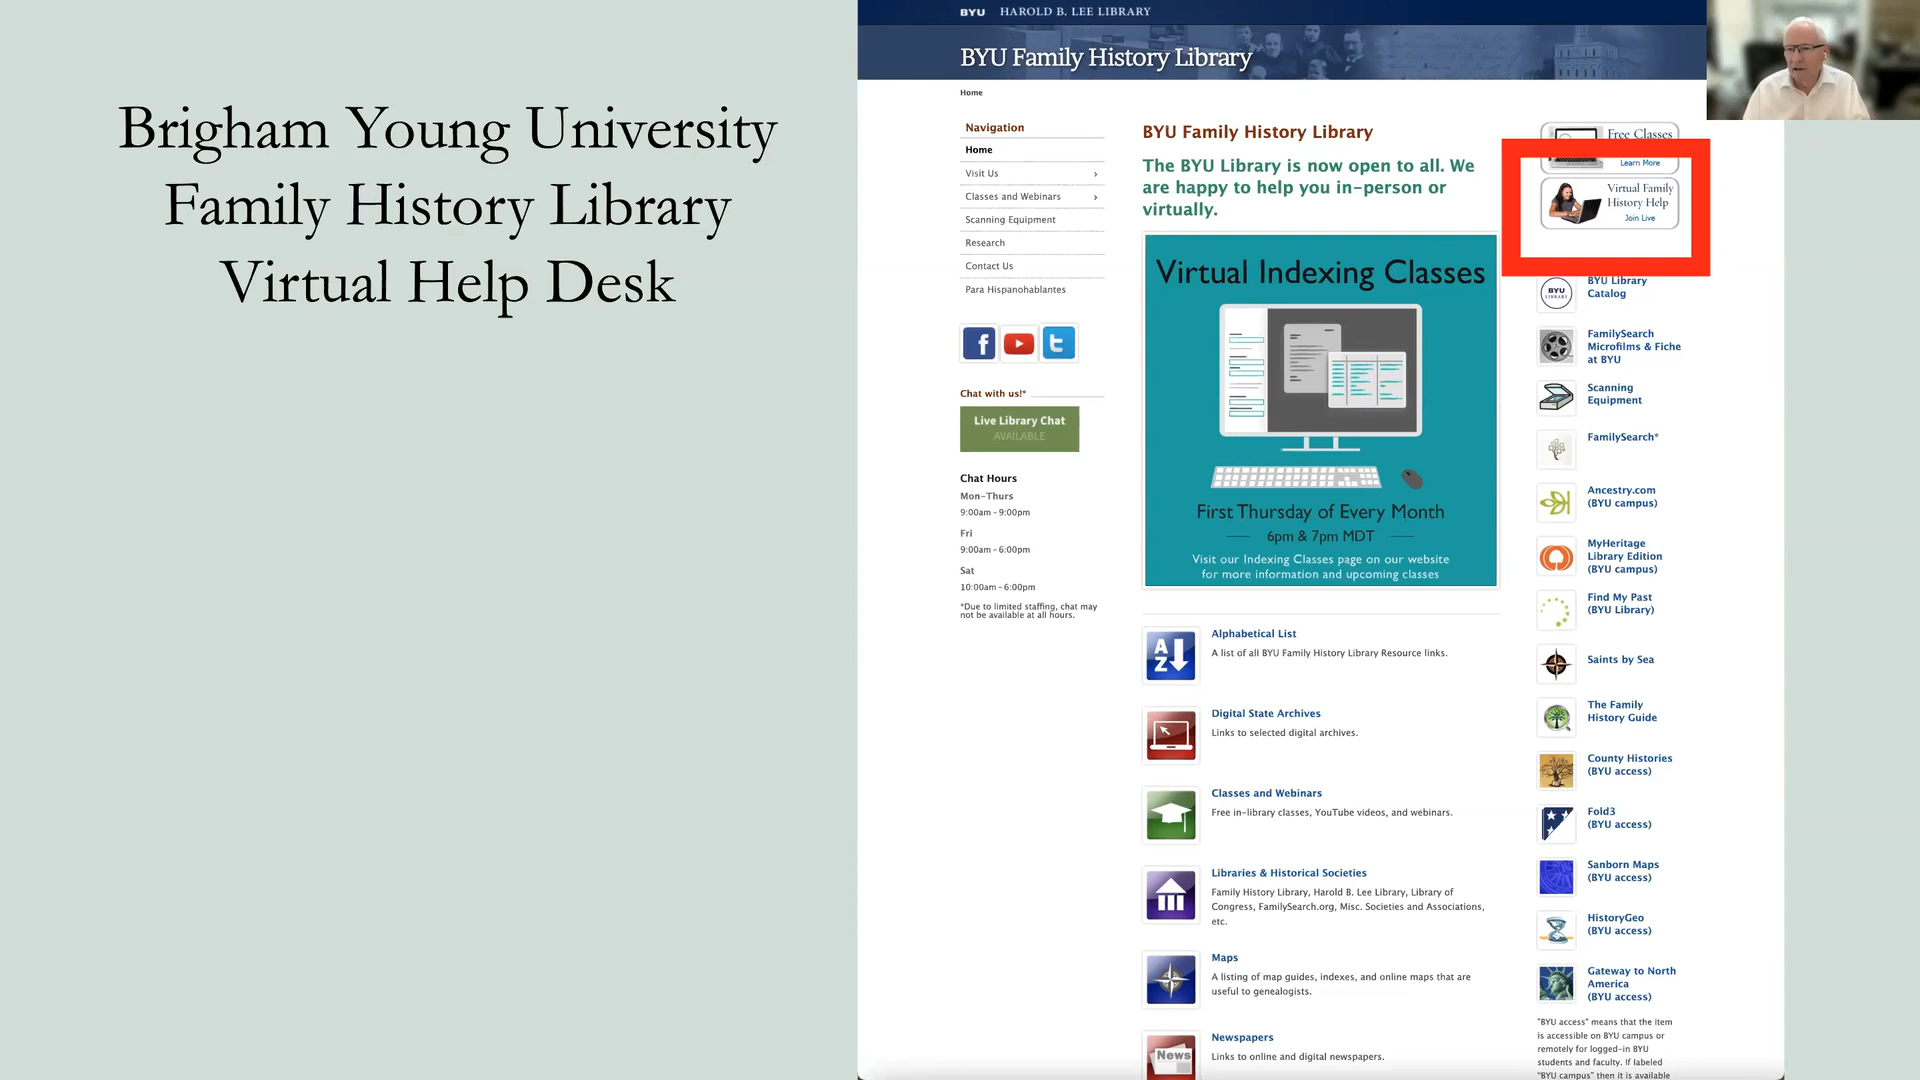 Brigham Young University
Family History Library
Virtual Help Desk
BYU HAROLD B. LEE LIBRARY
BYU Family History Library
Home
Navigation
Home
Visit Us
Classes and Webinars
Scanning Equipment
Research
Contact Us
Para Hispanohablantes
Chat with us!*
Live Library Chat
AVAILABLE
Chat Hours
Mon-Thurs
9:00am - 9:00pm
Fri
9:00am - 6:00pm
Sat
10:00am - 6:00pm
*Due to limited staffing, chat may
not be available at all hours.
BYU Family History Library
The BYU Library is now open to all. We
are happy to help you in-person or
virtually.
Virtual Indexing Classes
First Thursday of Every Month
6pm & 7pm MDT
Visit our Indexing Classes page on our website
for more information and upcoming classes
A
Z
Alphabetical List
A list of all BYU Family History Library Resource links.
Digital State Archives
Links to selected digital archives.
Classes and Webinars
Free in-library classes, YouTube videos, and webinars.
Libraries & Historical Societies
Family History Library, Harold B. Lee Library, Library of
Congress, FamilySearch.org, Misc. Societies and Associations,
etc.
Maps
A listing of map guides, indexes, and online maps that are
useful to genealogists.
News
Newspapers
Links to online and digital newspapers.
Free Classes
Learn More
Virtual Family
History Help
Join Live
BYU
LIBRARY
BYU Library
Catalog
FamilySearch
Microfilms & Fiche
at BYU
Scanning
Equipment
FamilySearch*
Ancestry.com
(BYU campus)
MyHeritage
Library Edition
(BYU campus)
Find My Past
(BYU Library)
Saints by Sea
The Family
History Guide
County Histories
(BYU access)
Fold3
(BYU access)
Sanborn Maps
(BYU access)
HistoryGeo
(BYU access)
Gateway to North
America
(BYU access)
"BYU access" means that the item
is accessible on BYU campus or
remotely for logged-in BYU
students and faculty. If labeled
"BYU campus" then it is available